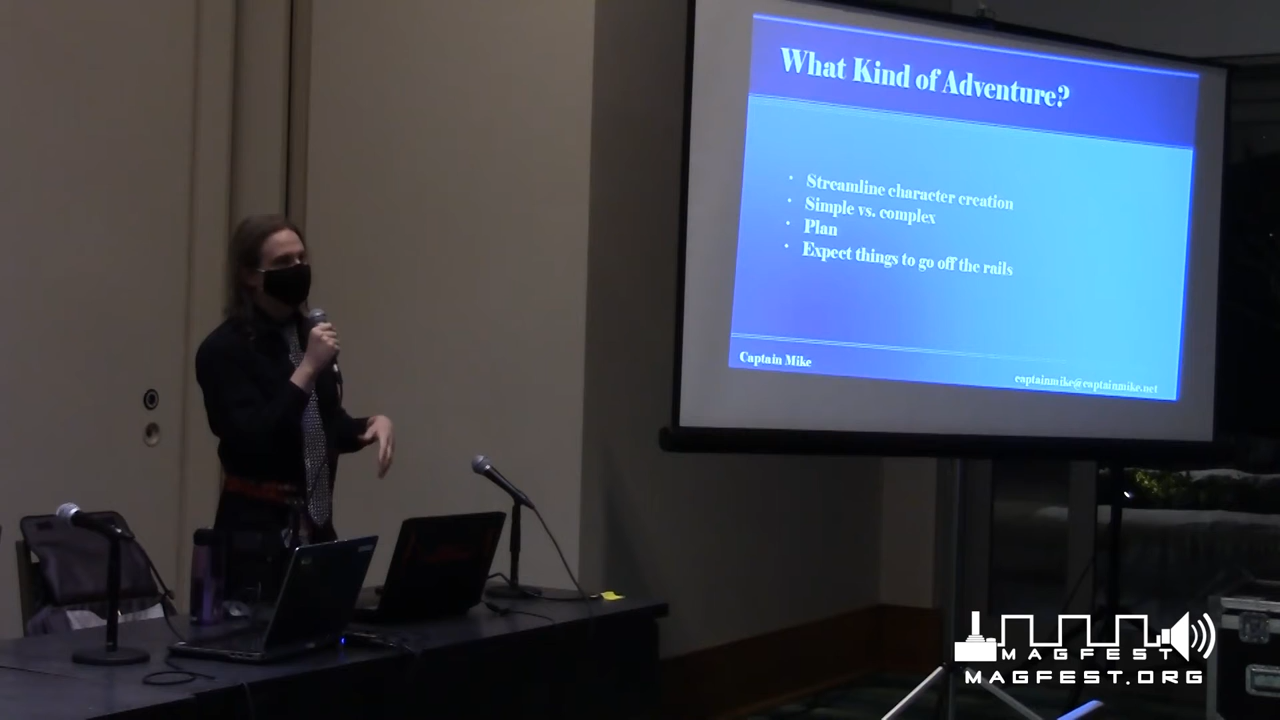 What Kind of Adventure?
· Streamline character creation
· Simple vs. complex
· Plan
· Expect things to go off the rails
Captain Mike
captainmike@captainmike.net
MAGFEST
MAGFEST.ORG